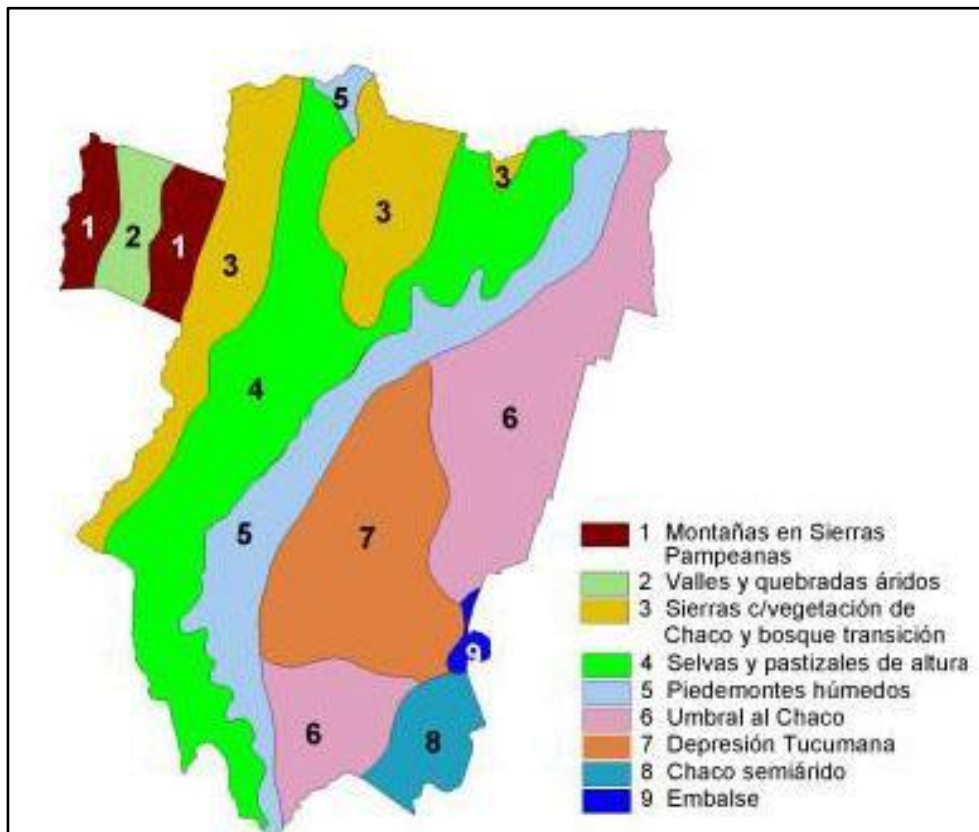 5
3
3
1
2
1
3
4
6
5
7
9
6
8
1 Montañas en Sierras
Pampeanas
2 Valles y quebradas áridos
3 Sierras c/vegetación de
Chaco y bosque transición
4 Selvas y pastizales de altura
5 Piedemontes húmedos
6 Umbral al Chaco
7 Depresión Tucumana
8 Chaco semiárido
9 Embalse